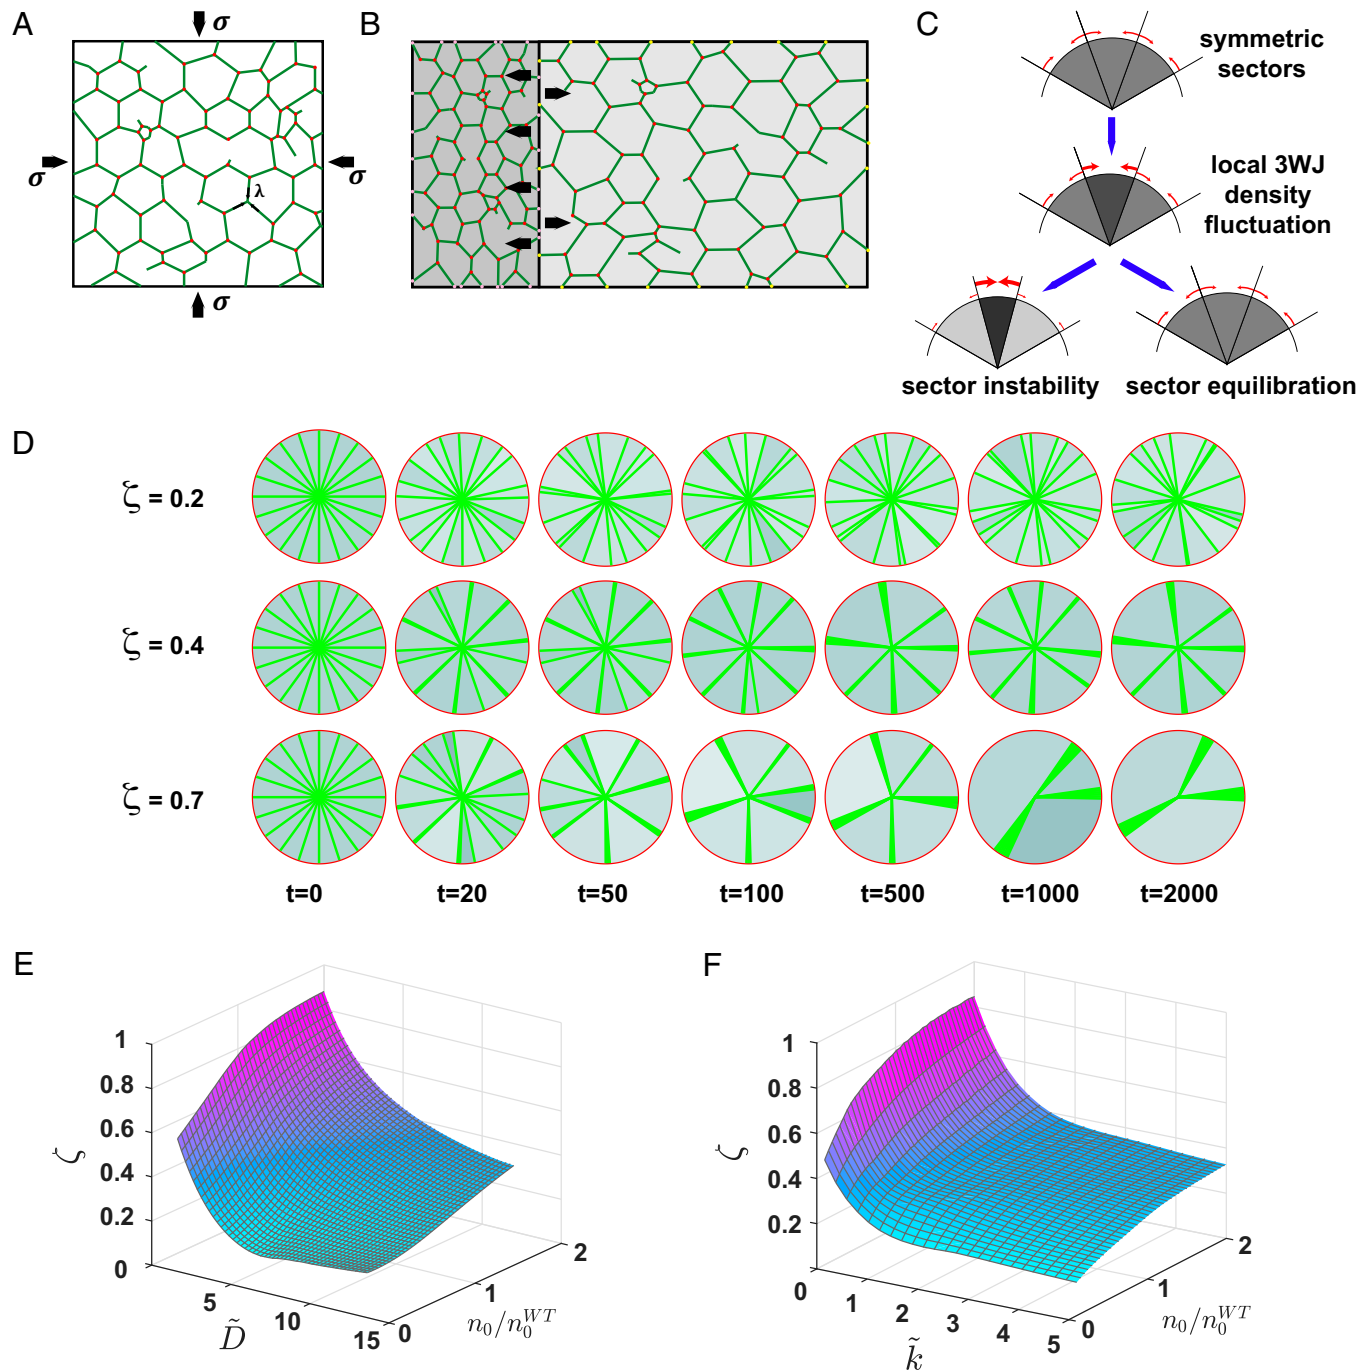 A
σ
σ
λ
σ
σ
B
C
symmetric
sectors
local 3WJ
density
fluctuation
sector instability
sector equilibration
D
ζ = 0.2
ζ = 0.4
ζ = 0.7
t=0
t=20
t=50
t=100
t=500
t=1000
t=2000
E
1
0.8
0.6
0.4
0.2
0
ζ
5
10
15
D̃
0
1
2
n₀/n₀ᵂᵀ
F
1
0.8
0.6
0.4
0.2
ζ
0
1
2
3
4
5
k̃
0
1
2
n₀/n₀ᵂᵀ